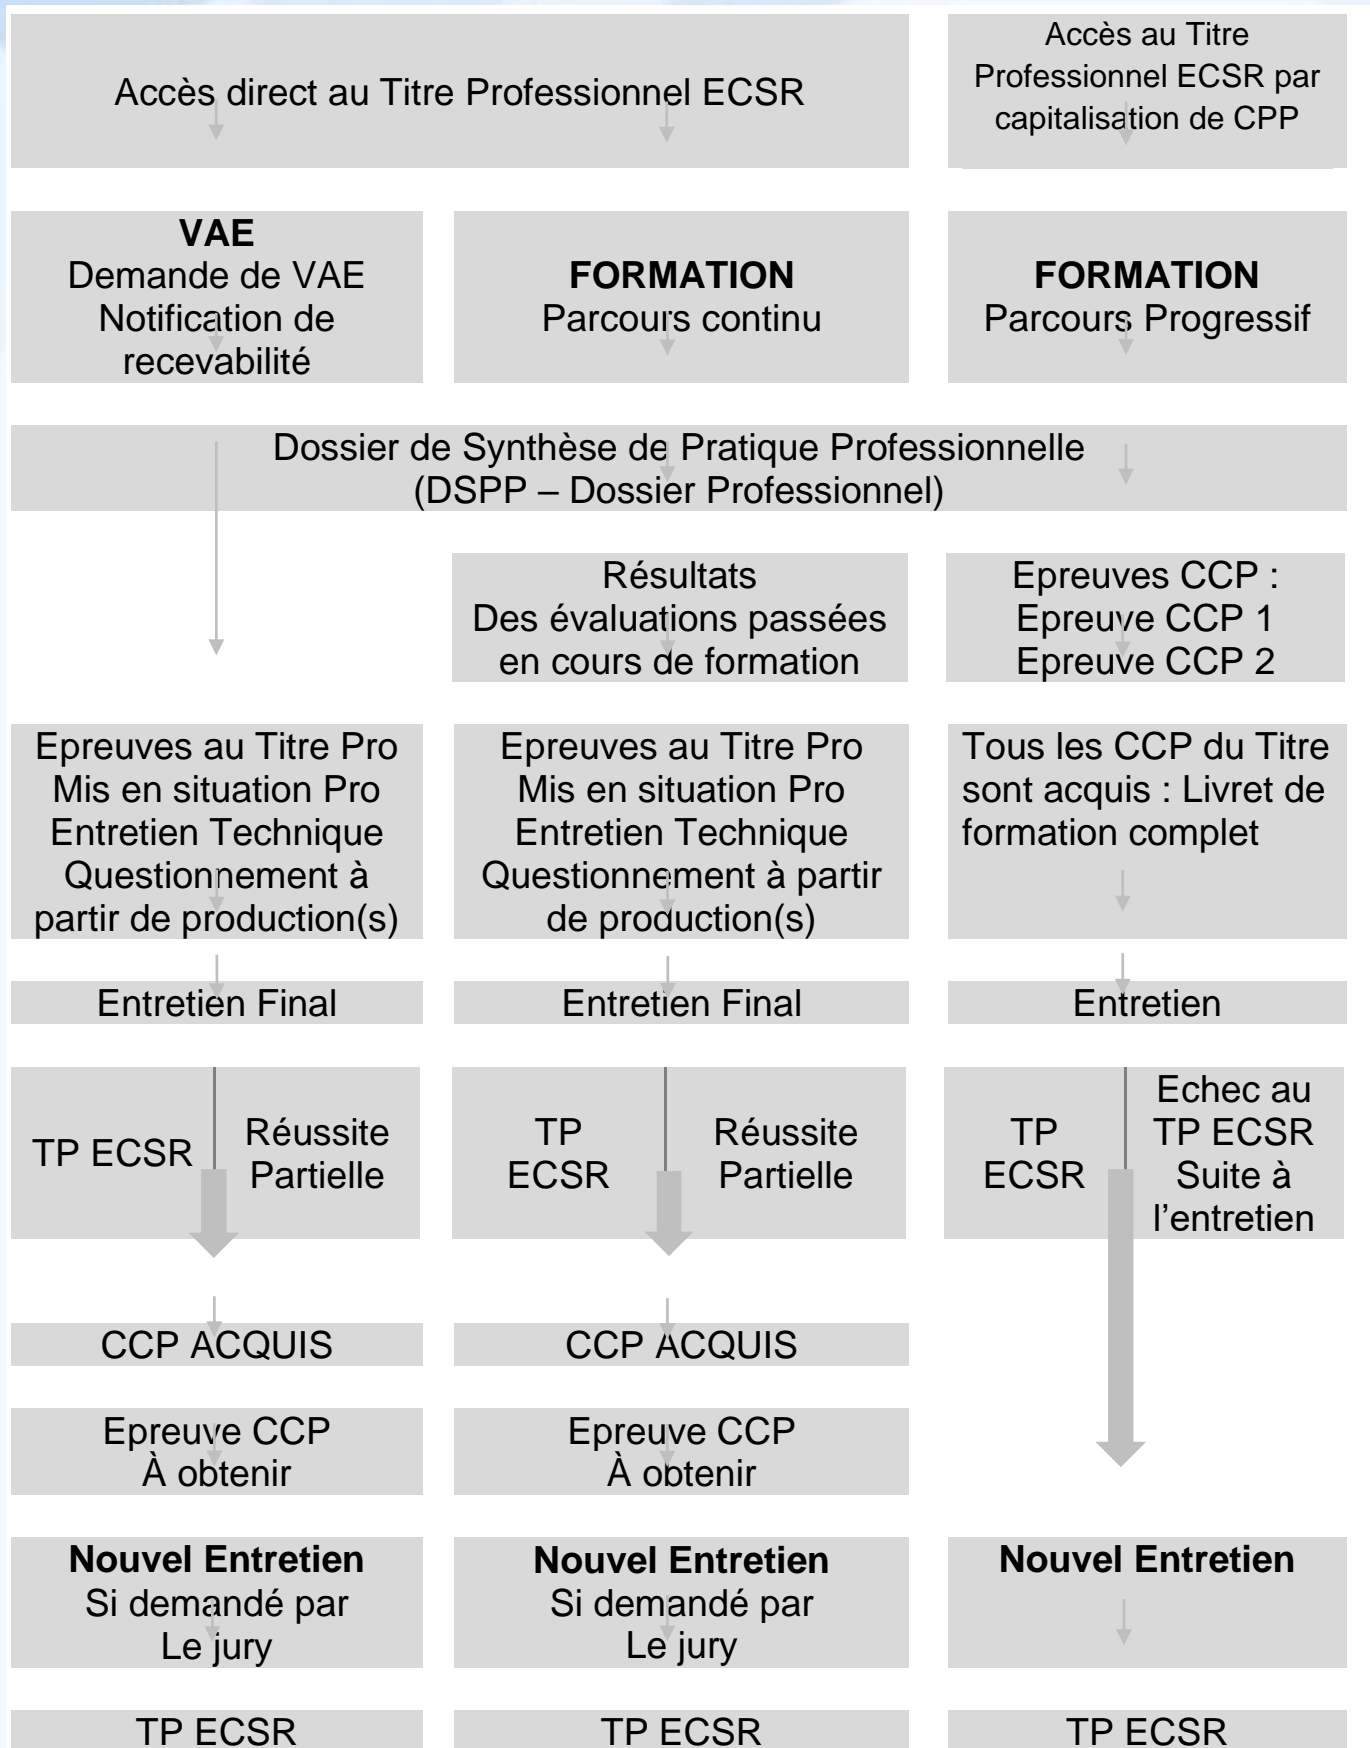 Accès direct au Titre Professionnel ECSR
Accès au Titre
Professionnel ECSR par
capitalisation de CPP
VAE
Demande de VAE
Notification de
recevabilité
FORMATION
Parcours continu
FORMATION
Parcours Progressif
Dossier de Synthèse de Pratique Professionnelle
(DSPP – Dossier Professionnel)
Résultats
Des évaluations passées
en cours de formation
Epreuves CCP :
Epreuve CCP 1
Epreuve CCP 2
Epreuves au Titre Pro
Mis en situation Pro
Entretien Technique
Questionnement à
partir de production(s)
Epreuves au Titre Pro
Mis en situation Pro
Entretien Technique
Questionnement à partir
de production(s)
Tous les CCP du Titre
sont acquis : Livret de
formation complet
Entretien Final
Entretien Final
Entretien
TP ECSR
Réussite
Partielle
TP
ECSR
Réussite
Partielle
TP
ECSR
Echec au
TP ECSR
Suite à
l’entretien
CCP ACQUIS
CCP ACQUIS
Epreuve CCP
À obtenir
Epreuve CCP
À obtenir
Nouvel Entretien
Si demandé par
Le jury
Nouvel Entretien
Si demandé par
Le jury
Nouvel Entretien
TP ECSR
TP ECSR
TP ECSR